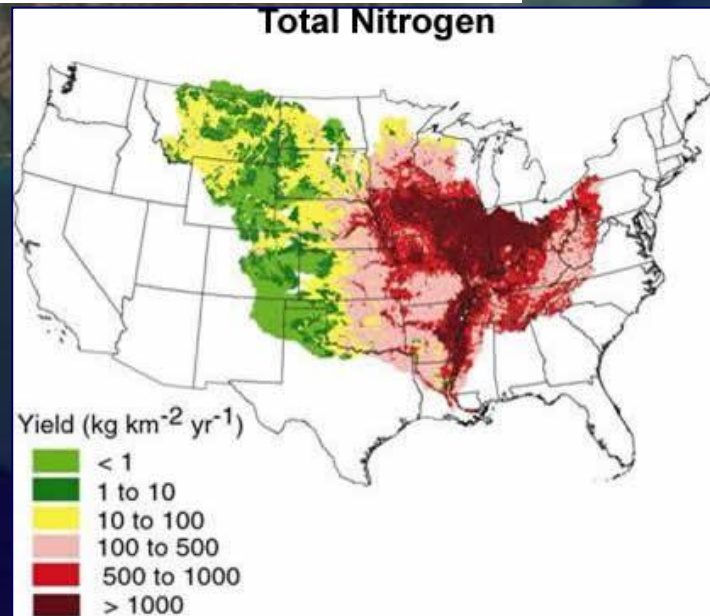 Total Nitrogen
Yield (kg km⁻² yr⁻¹)
< 1
1 to 10
10 to 100
100 to 500
500 to 1000
> 1000